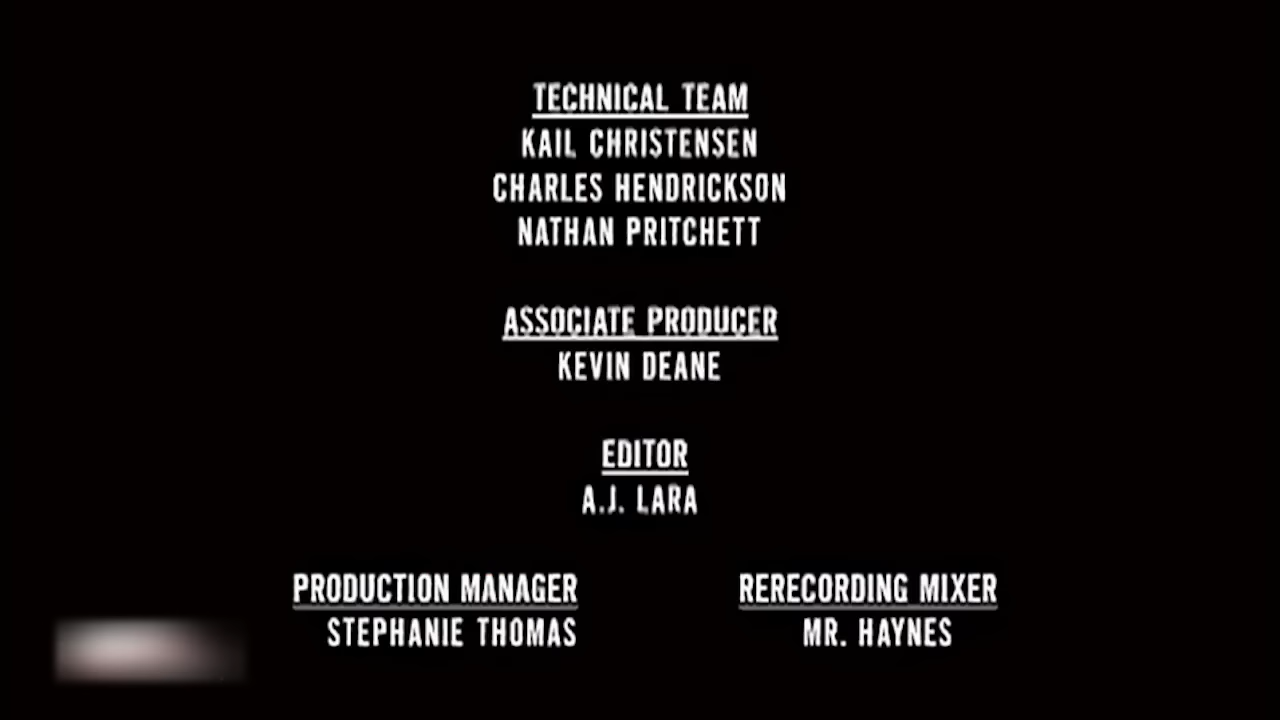 TECHNICAL TEAM
KAIL CHRISTENSEN
CHARLES HENDRICKSON
NATHAN PRITCHETT
ASSOCIATE PRODUCER
KEVIN DEANE
EDITOR
A.J. LARA
PRODUCTION MANAGER
STEPHANIE THOMAS
RERECORDING MIXER
MR. HAYNES